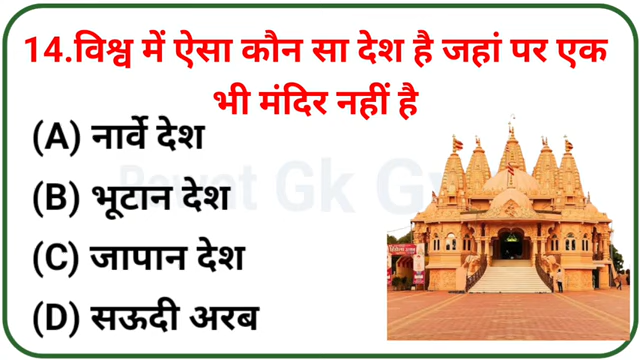 14.विश्व में ऐसा कौन सा देश है जहां पर एक
भी मंदिर नहीं है
(A) नार्वे देश
(B) भूटान देश
(C) जापान देश
(D) सऊदी अरब